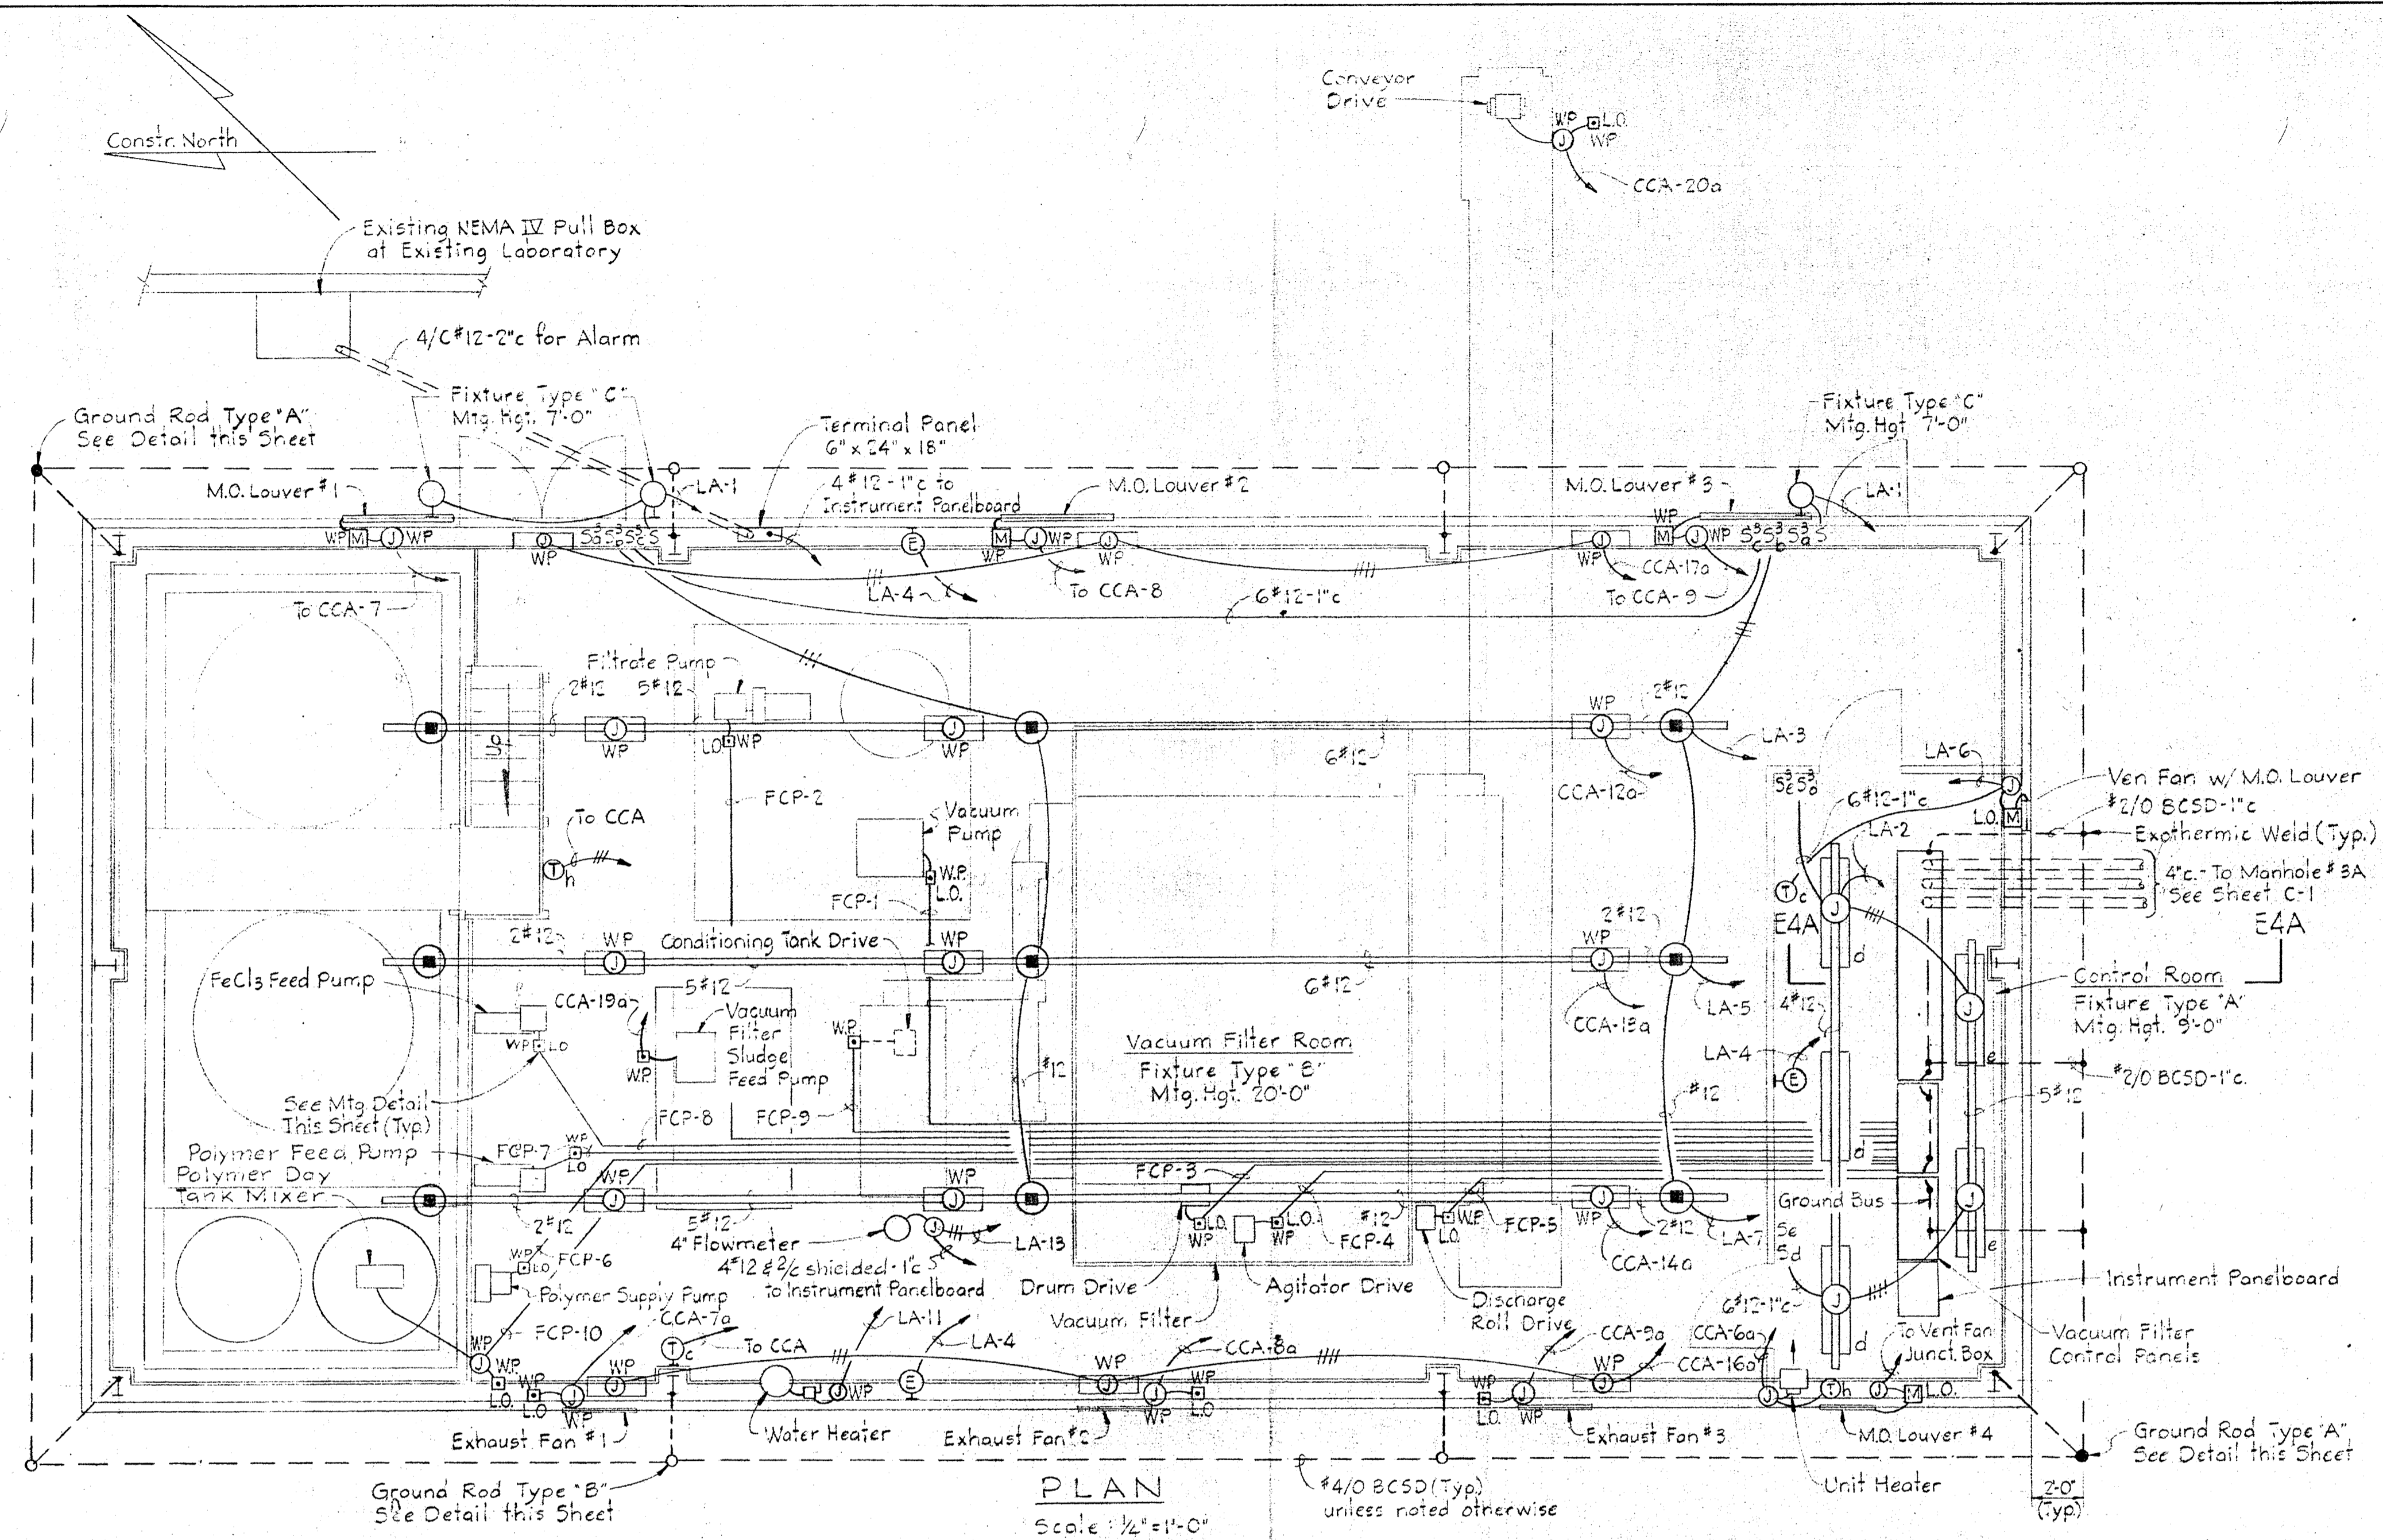 Constr. North
Conveyor
Drive
WP
L.O.
WP
J
CCA-20a
Existing NEMA IV Pull Box
at Existing Laboratory
4/C#12-2"c for Alarm
Fixture Type "C"
Mtg. Hgt. 7'-0"
Ground Rod Type "A"
See Detail this Sheet
Terminal Panel
6" x 24" x 18"
Fixture Type "C"
Mtg. Hgt 7'-0"
M.O. Louver #1
LA-1
4#12-1"c to
Instrument Panelboard
M.O. Louver #2
M.O. Louver #3
LA-1
WP M J WP
J
WP
E
M J WP
WP
J
WP
J
WP
WP
M J WP
To CCA-7
LA-4
To CCA-8
6#12-1"c
CCA-17a
To CCA-9
Filtrate Pump
2#12
5#12
WP
2#12
J
WP
LO WP
J
WP
J
6#12
LA-3
LA-6
Ven Fan w/ M.O. Louver
#2/0 BCSD-1"c
Exothermic Weld (Typ.)
FCP-2
CCA-12a
6#12-1"c
J
L.O. M
To CCA
Vacuum
Pump
LA-2
T h
W.P.
L.O.
4"c.-To Manhole #3A
See Sheet C-1
FCP-1
T c
J
E4A
E4A
2#12
WP
Conditioning Tank Drive
WP
WP
2#12
J
J
J
d
FeCl3 Feed Pump
CCA-19a
5#12
6#12
CCA-13a
LA-5
4#12
Control Room
Fixture Type "A"
Mtg. Hgt. 9'-0"
Vacuum
Filter
Sludge
Feed Pump
W.P.
WP LO
W.P.
Vacuum Filter Room
Fixture Type "B"
Mtg. Hgt. 20'-0"
J
LA-4
E
e
#12
#12
#2/0 BCSD-1"c.
5#12
See Mtg. Detail
This Sheet (Typ.)
FCP-8
FCP-9
Polymer Feed Pump
FCP-7
WP
LO
Polymer Day
Tank Mixer
WP
J
J
FCP-3
J
WP
d
Ground Bus
J
2#12
5#12
4" Flowmeter
J
LA-13
L.O.
WP
L.O.
WP
#12
W.P.
L.O.
FCP-5
2#12
LA-7
Se
Sd
e
FCP-4
CCA-14a
WP
LO
FCP-6
4#12 & 2/c shielded-1"c
to Instrument Panelboard
Drum Drive
Agitator Drive
Instrument Panelboard
Polymer Supply Pump
Discharge
Roll Drive
6#12-1"c
J
FCP-10
CCA-7a
LA-11
Vacuum Filter
CCA-9a
CCA-6a
To Vent Fan
Junct. Box
Vacuum Filter
Control Panels
T c
To CCA
LA-4
CCA-8a
CCA-16a
d
WP
J
W.P.
L.O.
WP
L.O.
J
WP
WP
J
J WP
E
WP
J
J
WP
WP
L.O.
WP
L.O.
J
WP
WP
J
J
T h
J
M L.O.
Exhaust Fan #1
Water Heater
Exhaust Fan #2
Exhaust Fan #3
M.O. Louver #4
Ground Rod Type "A"
See Detail this Sheet
Ground Rod Type "B"
See Detail this Sheet
#4/0 BCSD (Typ.)
unless noted otherwise
Unit Heater
2'-0"
(Typ.)
PLAN
Scale: 1/4"=1'-0"